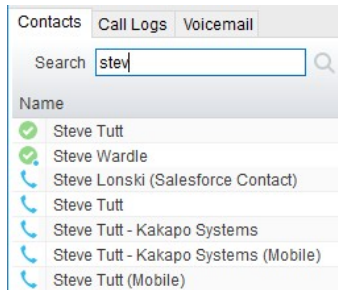 Contacts Call Logs Voicemail
Search stev
Name
Steve Tutt
Steve Wardle
Steve Lonski (Salesforce Contact)
Steve Tutt
Steve Tutt - Kakapo Systems
Steve Tutt - Kakapo Systems (Mobile)
Steve Tutt (Mobile)